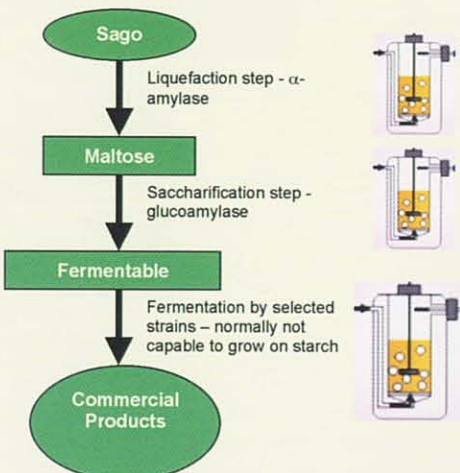 Sago
Liquefaction step - α-
amylase
Maltose
Saccharification step -
glucoamylase
Fermentable
Fermentation by selected
strains – normally not
capable to grow on starch
Commercial
Products